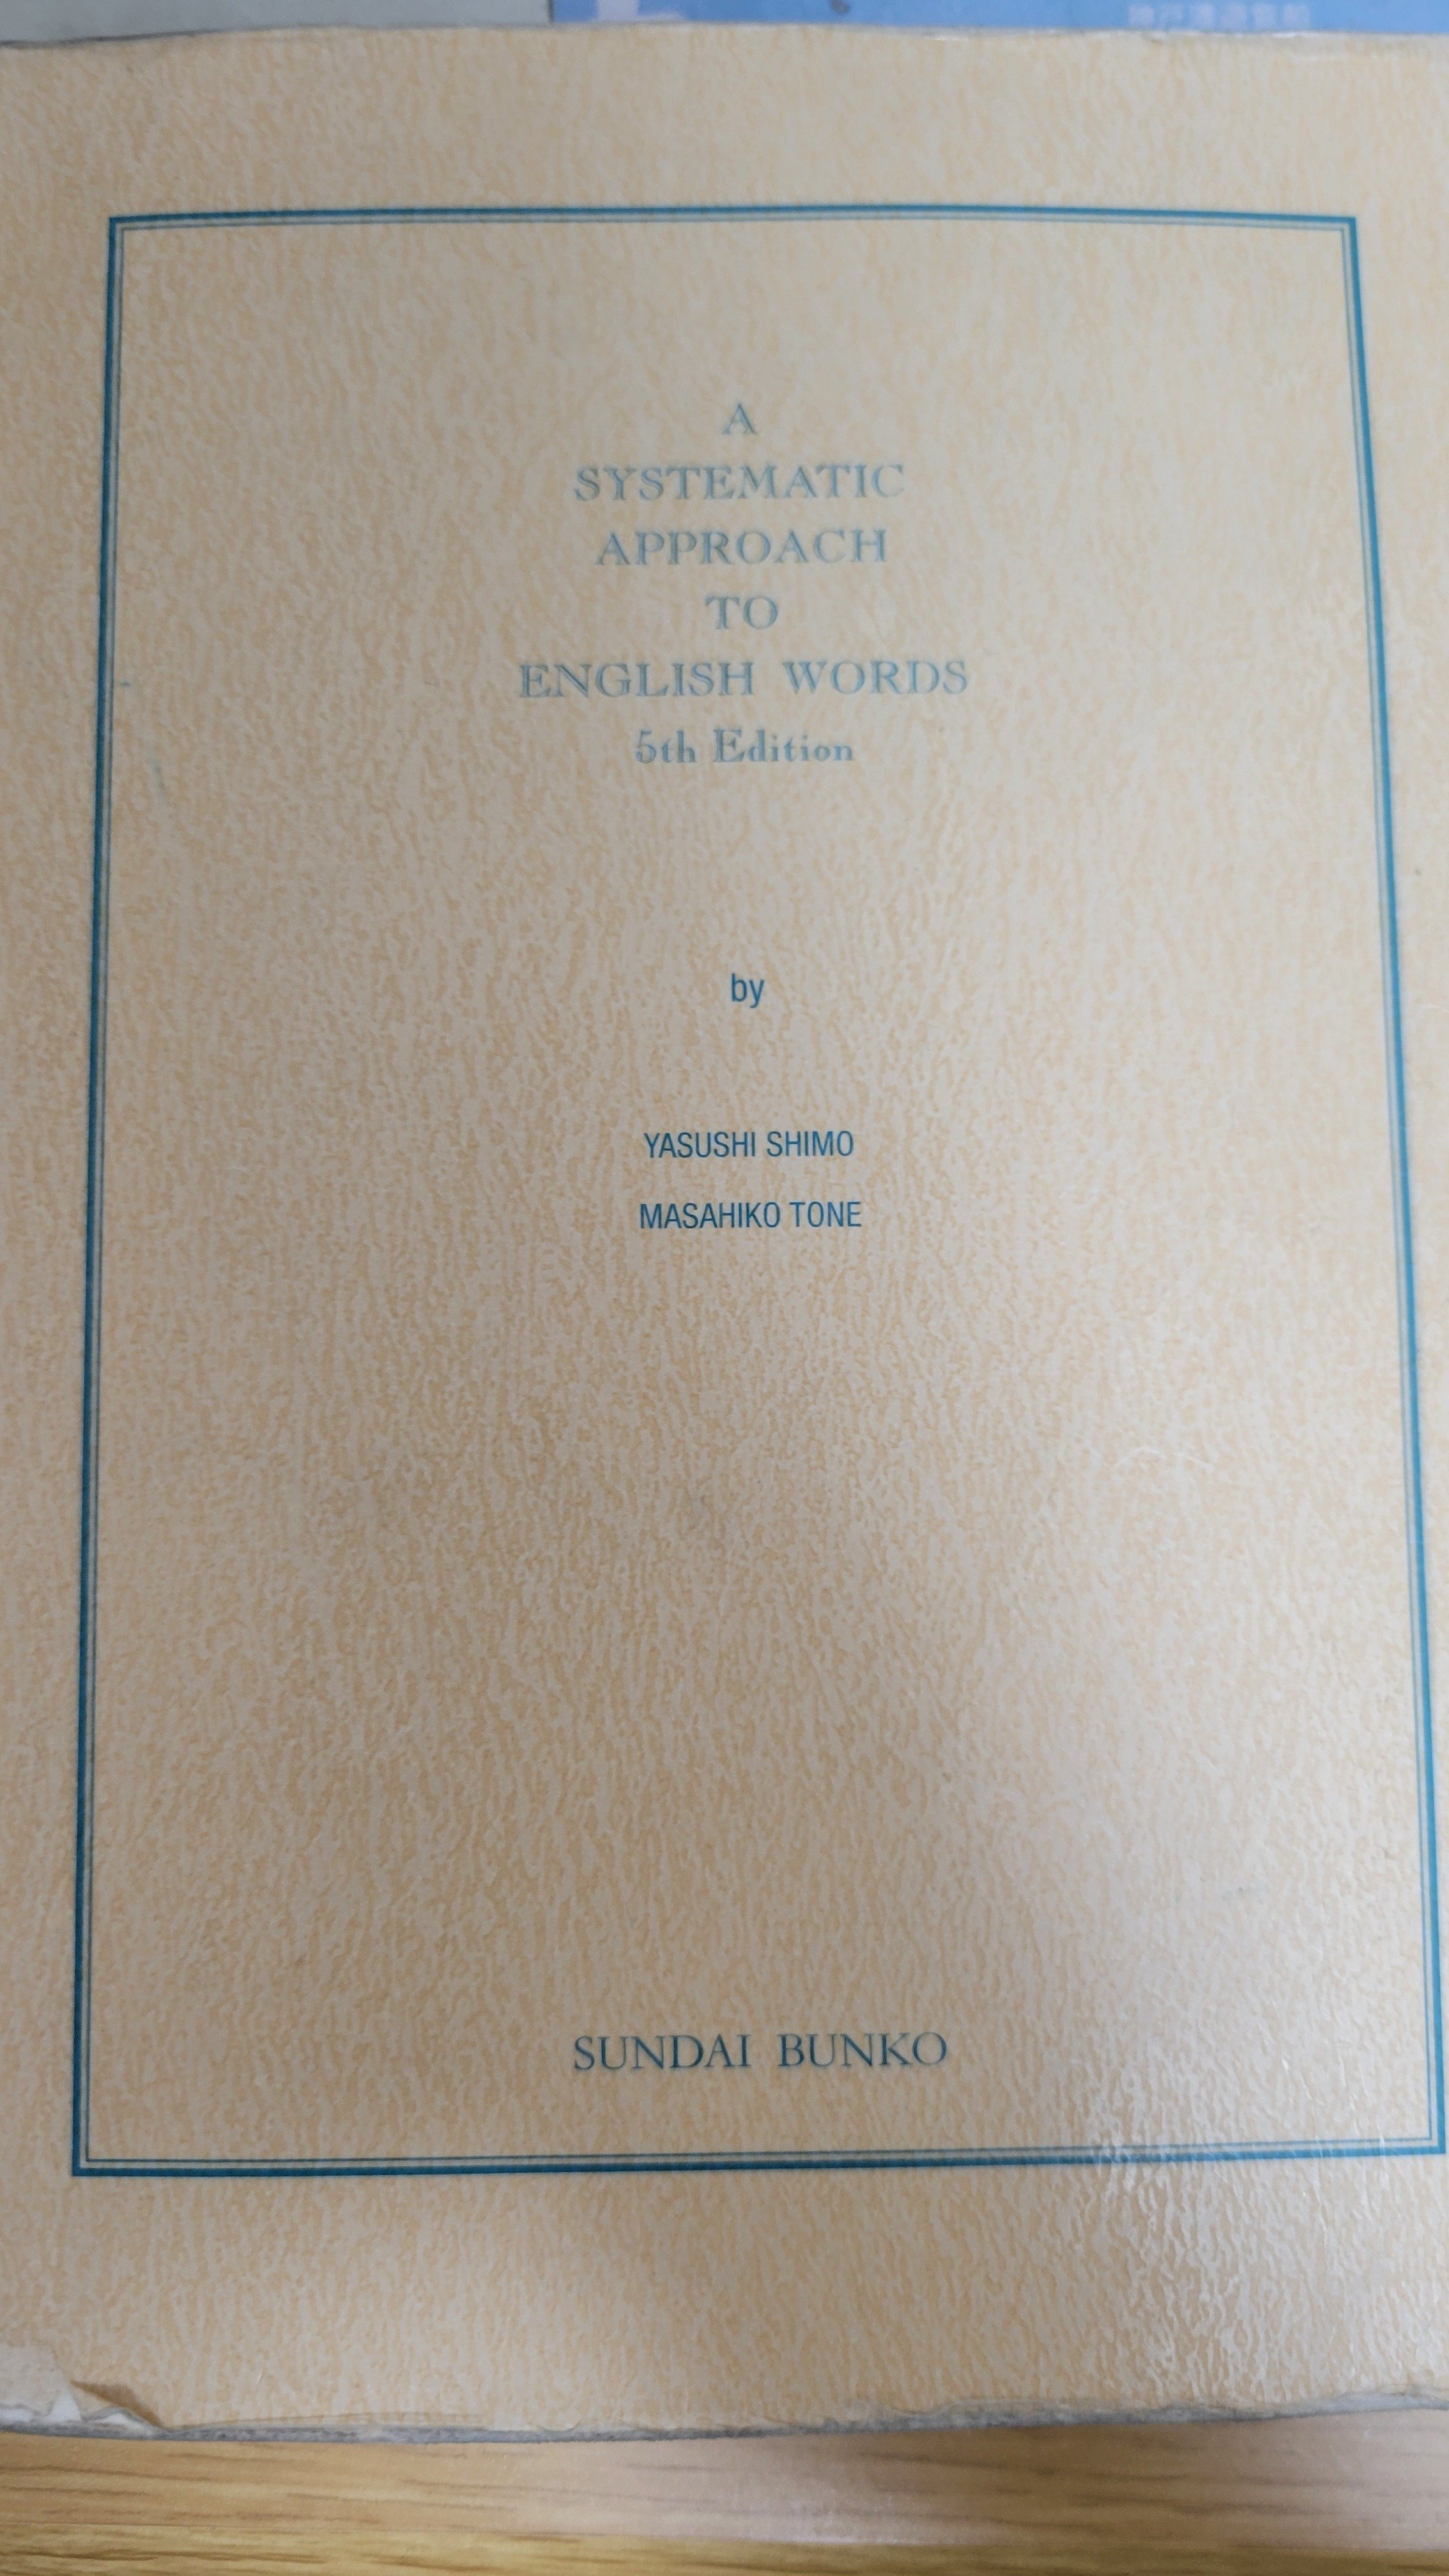 A
SYSTEMATIC
APPROACH
TO
ENGLISH WORDS
5th Edition
by
YASUSHI SHIMO
MASAHIKO TONE
SUNDAI BUNKO